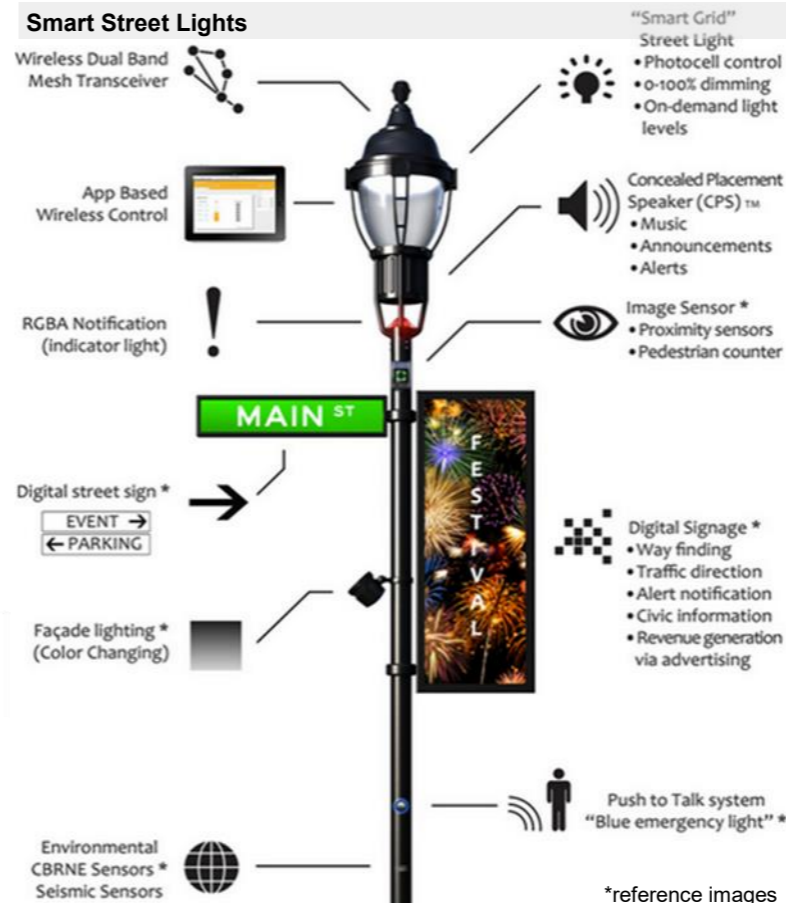 Smart Street Lights
Wireless Dual Band
Mesh Transceiver
App Based
Wireless Control
RGBA Notification
(indicator light)
MAIN ST
Digital street sign *
EVENT →
← PARKING
Façade lighting *
(Color Changing)
Environmental
CBRNE Sensors *
Seismic Sensors
"Smart Grid"
Street Light
• Photocell control
• 0-100% dimming
• On-demand light
levels
Concealed Placement
Speaker (CPS) TM
• Music
• Announcements
• Alerts
Image Sensor *
• Proximity sensors
• Pedestrian counter
FESTIVAL
Digital Signage *
• Way finding
• Traffic direction
• Alert notification
• Civic information
• Revenue generation
via advertising
Push to Talk system
"Blue emergency light" *
*reference images